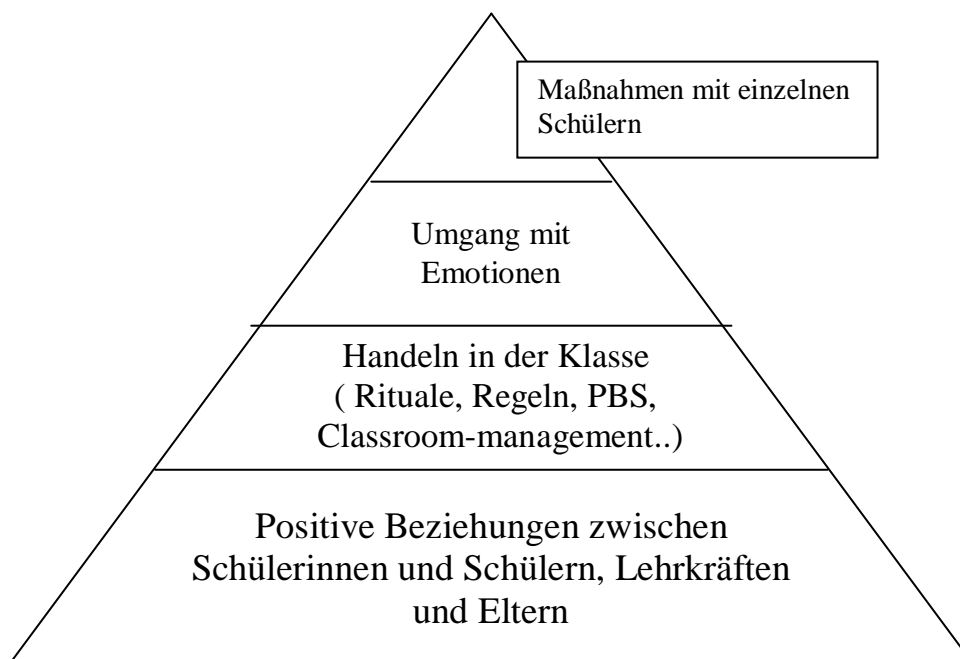 Maßnahmen mit einzelnen
Schülern
Umgang mit
Emotionen
Handeln in der Klasse
( Rituale, Regeln, PBS,
Classroom-management..)
Positive Beziehungen zwischen
Schülerinnen und Schülern, Lehrkräften
und Eltern